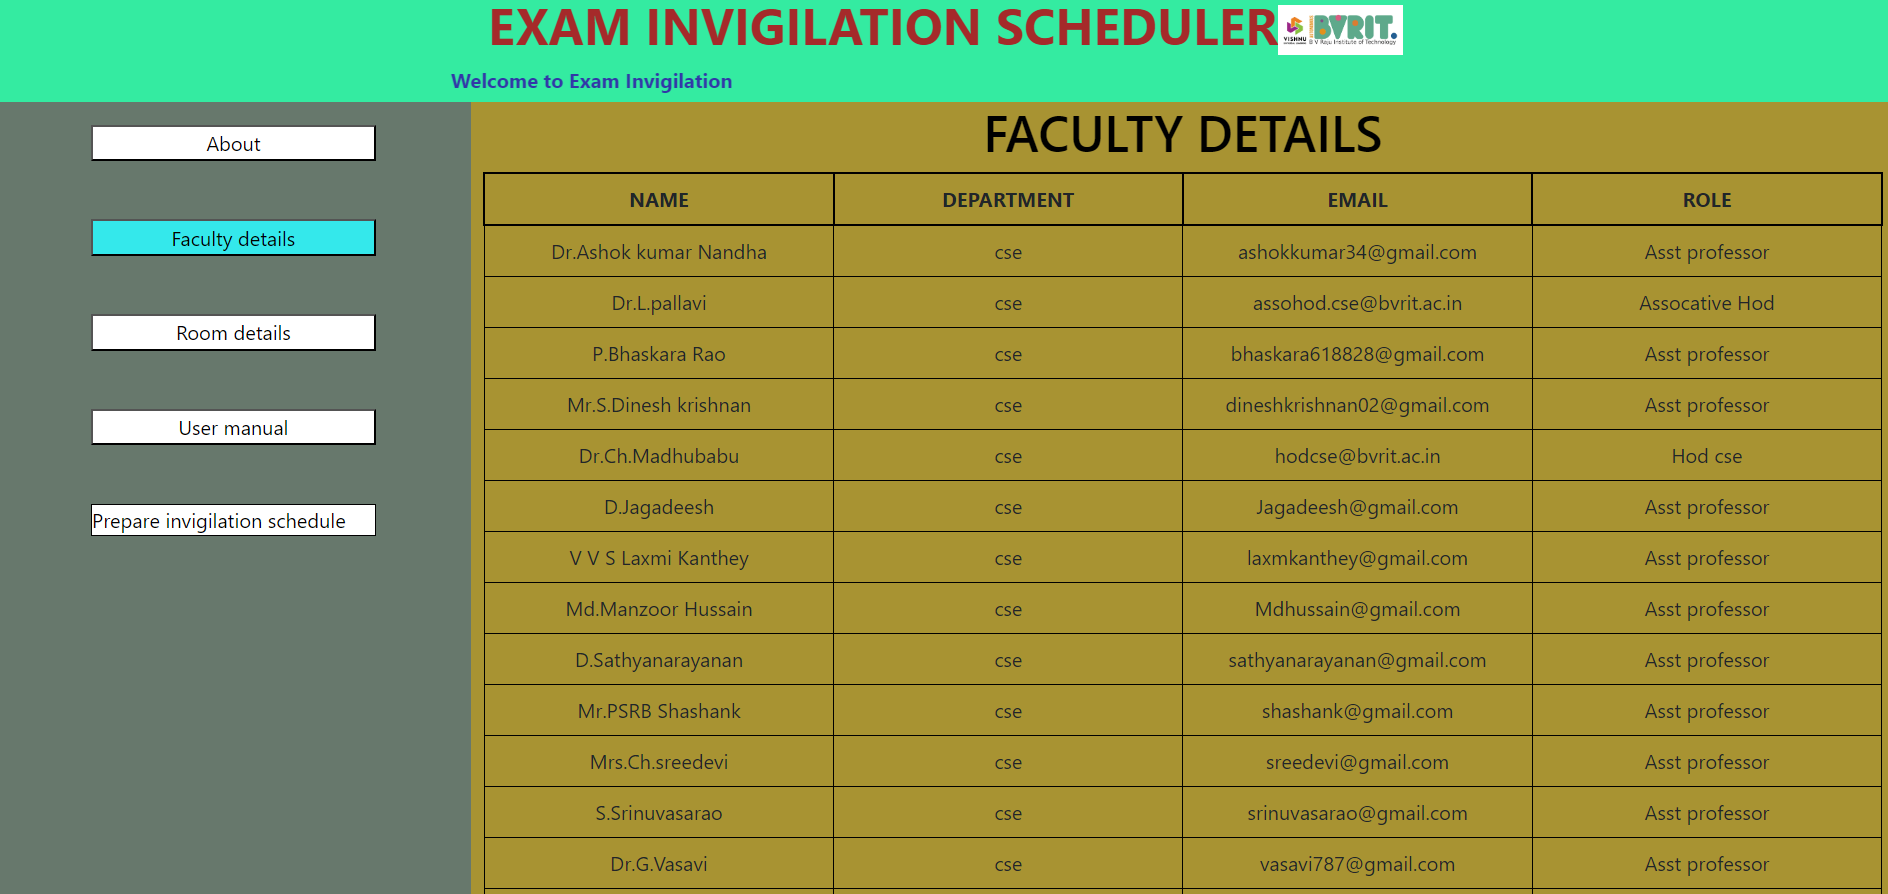 EXAM INVIGILATION SCHEDULER
VISHNU
BVRIT.
B V Raju Institute of Technology
Welcome to Exam Invigilation
About
Faculty details
Room details
User manual
Prepare invigilation schedule
FACULTY DETAILS
NAME DEPARTMENT EMAIL ROLE
Dr.Ashok kumar Nandha cse ashokkumar34@gmail.com Asst professor
Dr.L.pallavi cse assohod.cse@bvrit.ac.in Assocative Hod
P.Bhaskara Rao cse bhaskara618828@gmail.com Asst professor
Mr.S.Dinesh krishnan cse dineshkrishnan02@gmail.com Asst professor
Dr.Ch.Madhubabu cse hodcse@bvrit.ac.in Hod cse
D.Jagadeesh cse Jagadeesh@gmail.com Asst professor
V V S Laxmi Kanthey cse laxmkanthey@gmail.com Asst professor
Md.Manzoor Hussain cse Mdhussain@gmail.com Asst professor
D.Sathyanarayanan cse sathyanarayanan@gmail.com Asst professor
Mr.PSRB Shashank cse shashank@gmail.com Asst professor
Mrs.Ch.sreedevi cse sreedevi@gmail.com Asst professor
S.Srinuvasarao cse srinuvasarao@gmail.com Asst professor
Dr.G.Vasavi cse vasavi787@gmail.com Asst professor